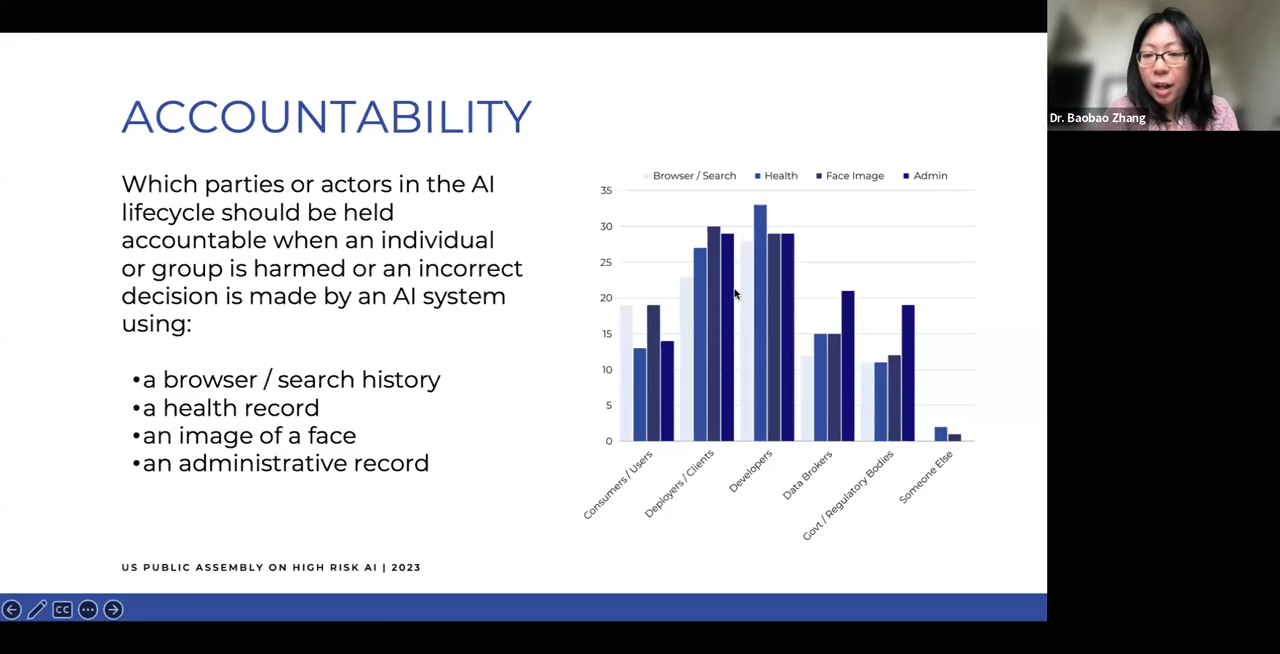 ACCOUNTABILITY
Which parties or actors in the AI
lifecycle should be held
accountable when an individual
or group is harmed or an incorrect
decision is made by an AI system
using:
•a browser / search history
•a health record
•an image of a face
•an administrative record
Browser / Search Health Face Image Admin
35
30
25
20
15
10
5
0
Consumers / Users
Deployers / Clients
Developers
Data Brokers
Govt / Regulatory Bodies
Someone Else
US PUBLIC ASSEMBLY ON HIGH RISK AI | 2023
CC
Dr. Baobao Zhang